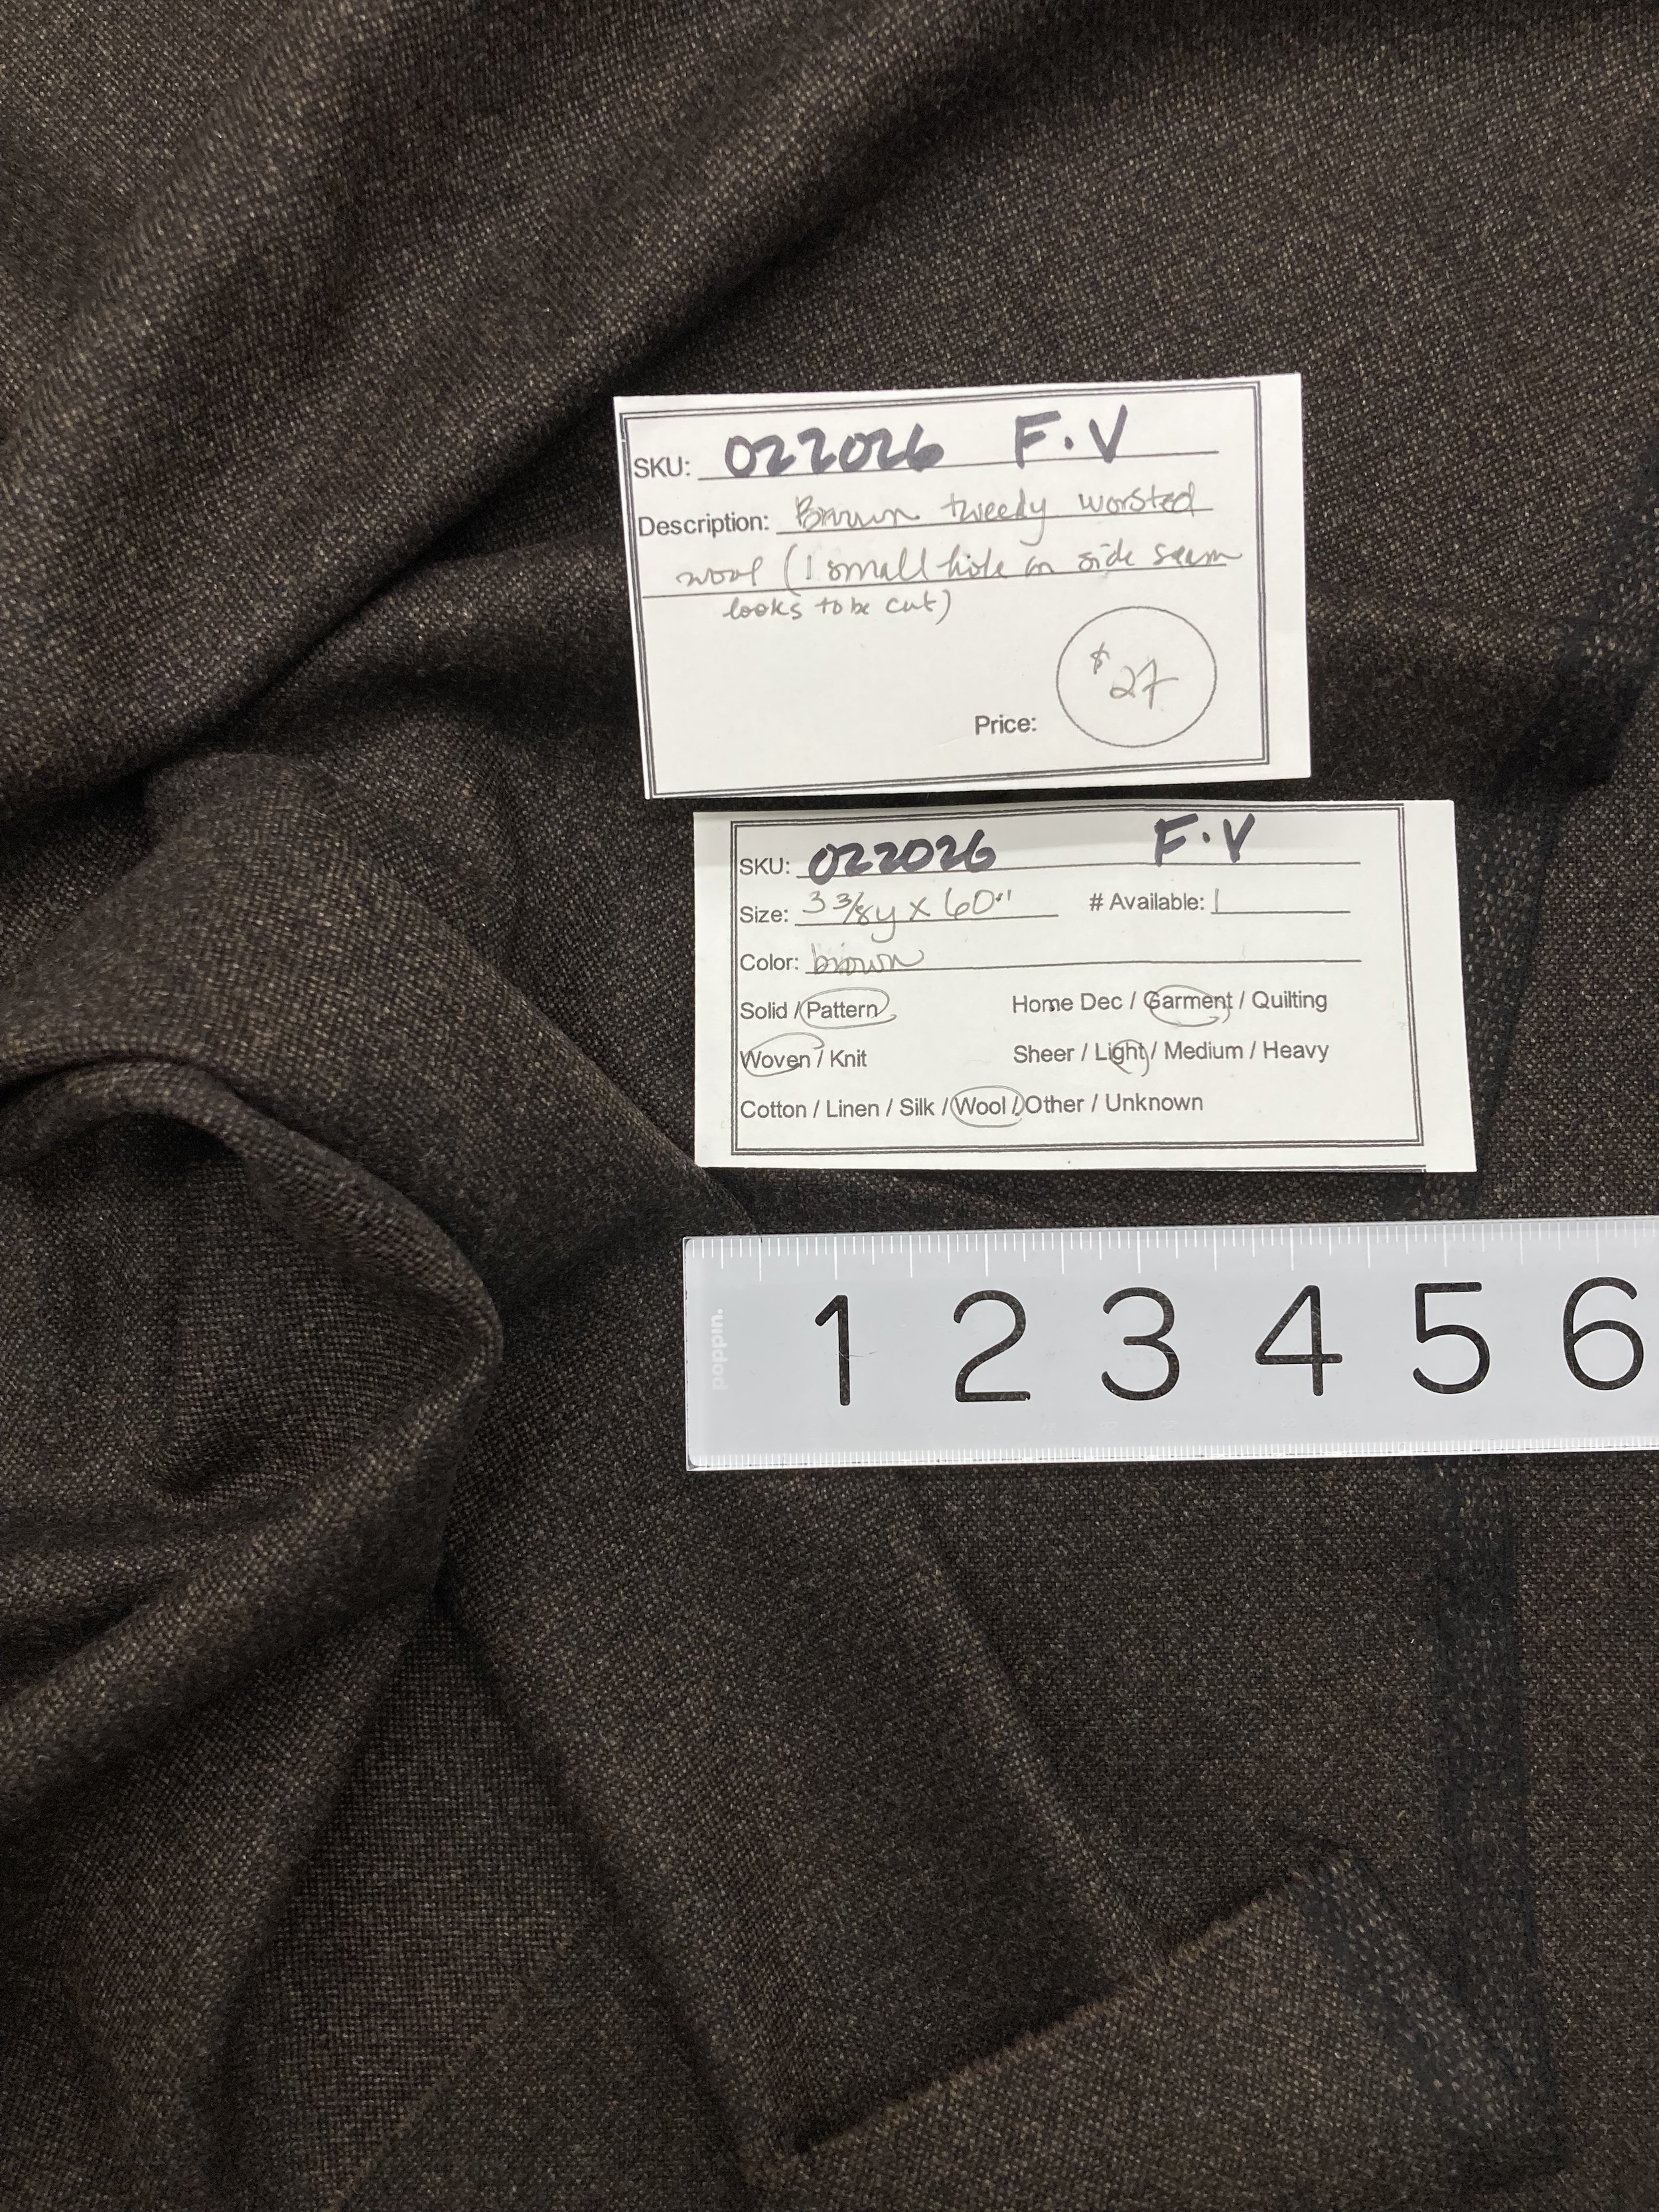 SKU: 022026 F.V
Description: Brown tweedy worsted
wool (1 small hole in side seam
looks to be cut)
$27
Price:
SKU: 022026 F.V
Size: 3 3/8y x 60" # Available: 1
Color: brown
Solid / Pattern Home Dec / Garment / Quilting
Woven / Knit Sheer / Light / Medium / Heavy
Cotton / Linen / Silk / Wool / Other / Unknown
poppin.
1 2 3 4 5 6